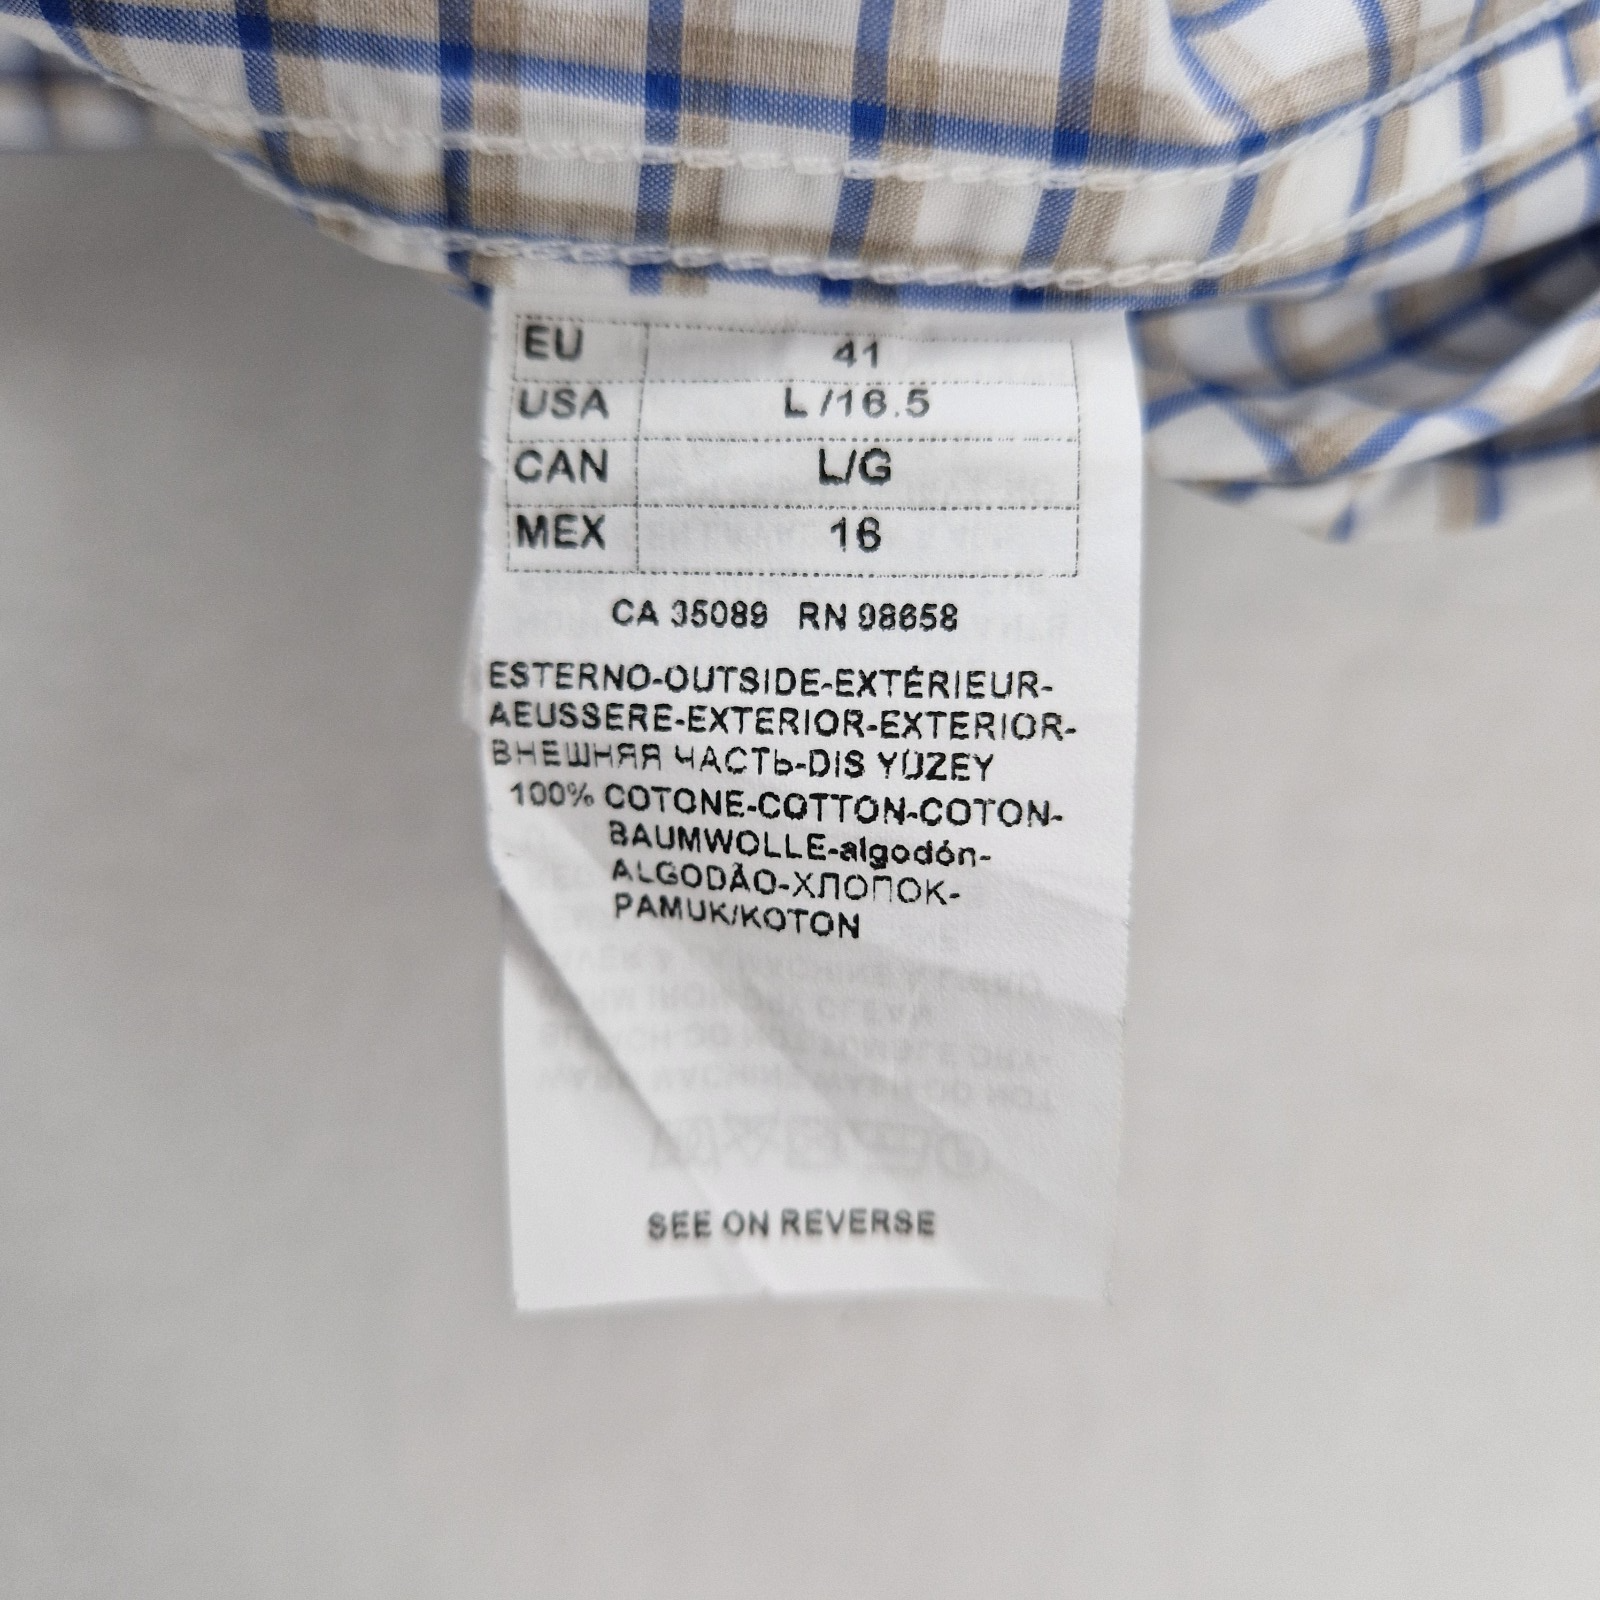 EU 41
USA L/16.5
CAN L/G
MEX 16
CA 35089 RN 98658
ESTERNO-OUTSIDE-EXTÉRIEUR-
AEUSSERE-EXTERIOR-EXTERIOR-
ВНЕШНЯЯ ЧАСТЬ-DIS YÜZEY
100% COTONE-COTTON-COTON-
BAUMWOLLE-algodón-
ALGODÃO-ХЛОПОК-
PAMUK/KOTON
SEE ON REVERSE